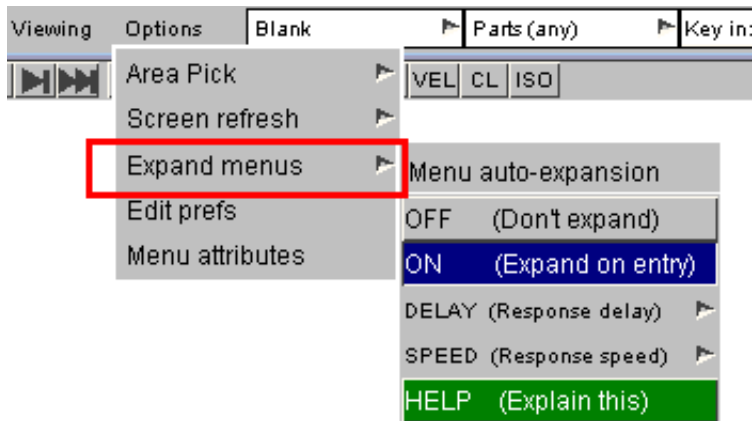 Viewing Options Blank Parts (any) Key in:
VEL CL ISO
Area Pick
Screen refresh
Expand menus
Edit prefs
Menu attributes
Menu auto-expansion
OFF (Don't expand)
ON (Expand on entry)
DELAY (Response delay)
SPEED (Response speed)
HELP (Explain this)